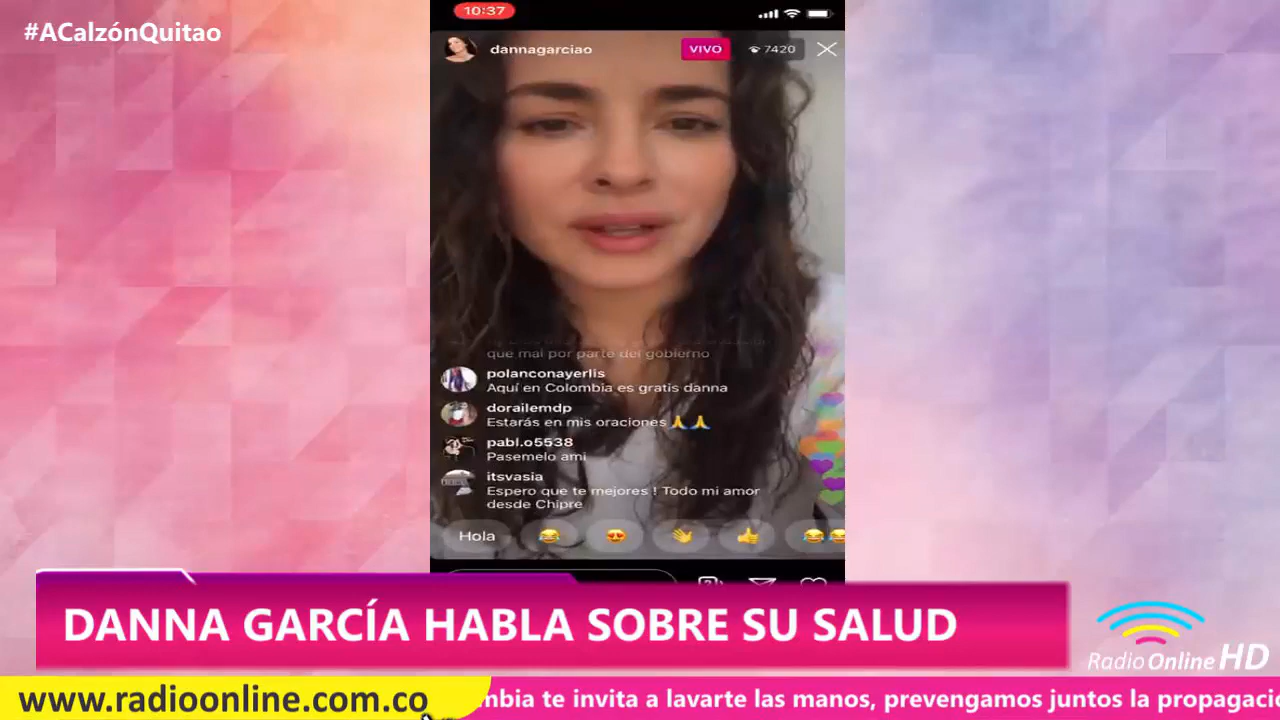 #ACalzónQuitao
10:37
dannagarciao
VIVO
7420
que mal por parte del gobierno
polanconayerlis
Aquí en Colombia es gratis danna
dorailemdp
Estarás en mis oraciones 🙏🙏
pabl.o5538
Pasemelo ami
itsvasia
Espero que te mejores ! Todo mi amor
desde Chipre
Hola
DANNA GARCÍA HABLA SOBRE SU SALUD
Radio Online HD
www.radioonline.com.co
te invita a lavarte las manos, prevengamos juntos la